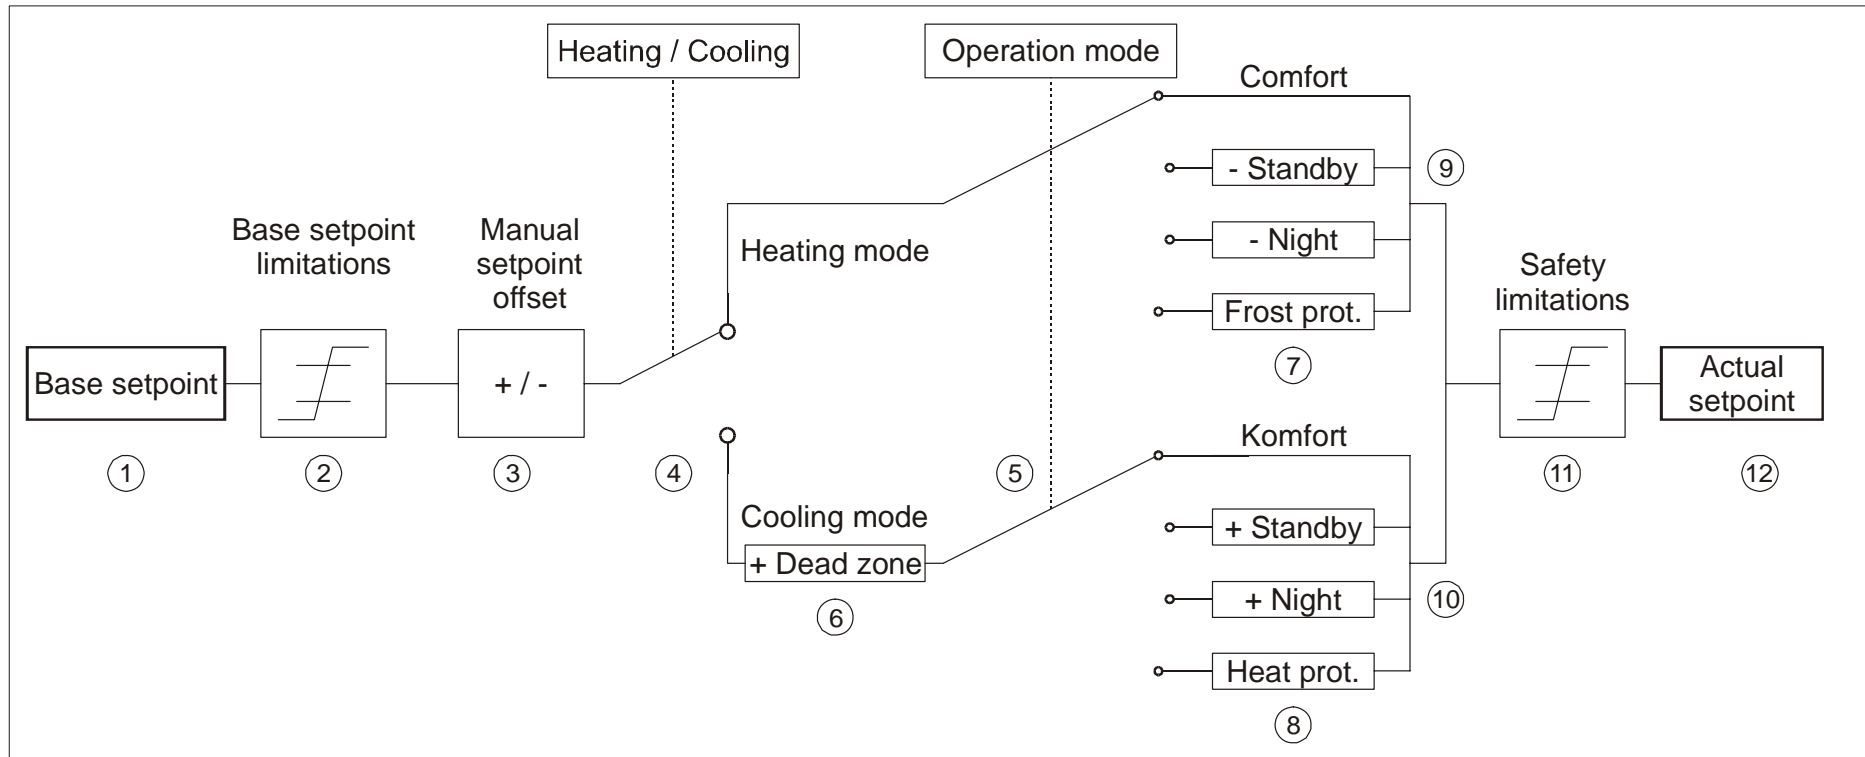 Heating / Cooling
Operation mode
Comfort
- Standby
9
Base setpoint
limitations
Manual
setpoint
offset
Heating mode
- Night
Safety
limitations
Frost prot.
Base setpoint
+ / -
7
Actual
setpoint
Komfort
1
2
3
4
5
11
12
Cooling mode
+ Standby
+ Dead zone
6
+ Night
10
Heat prot.
8